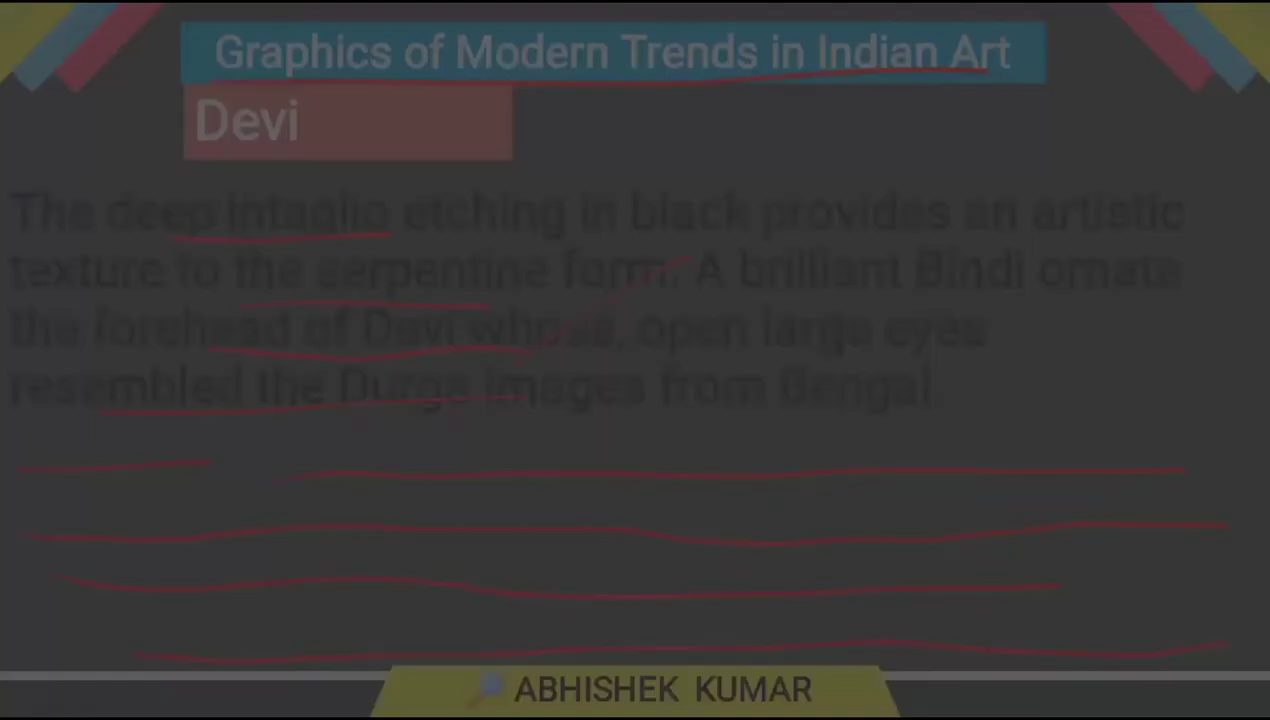 Graphics of Modern Trends in Indian Art
Devi
The deep intaglio etching in black provides an artistic
texture to the serpentine form. A brilliant Bindi ornate
the forehead of Devi whose, open large eyes
resembled the Durga images from Bengal.
ABHISHEK KUMAR